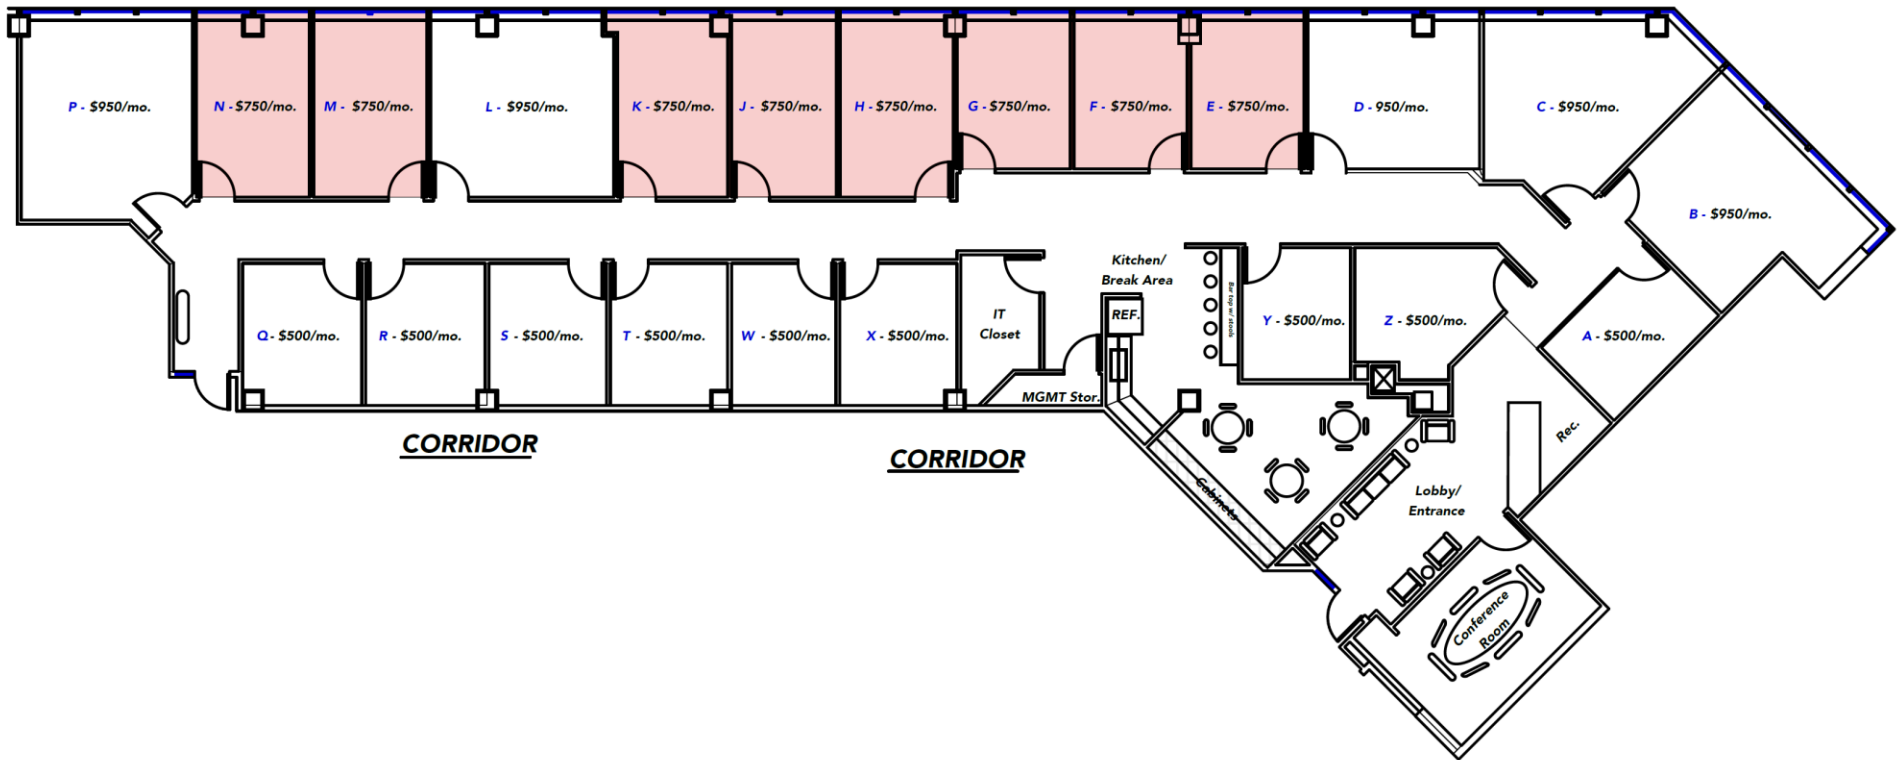 P - $950/mo.
N - $750/mo.
M - $750/mo.
L - $950/mo.
K - $750/mo.
J - $750/mo.
H - $750/mo.
G - $750/mo.
F - $750/mo.
E - $750/mo.
D - 950/mo.
C - $950/mo.
B - $950/mo.
Q - $500/mo.
R - $500/mo.
S - $500/mo.
T - $500/mo.
W - $500/mo.
X - $500/mo.
IT
Closet
MGMT Stor.
Kitchen/
Break Area
REF.
Bar top w/ stools
Y - $500/mo.
Z - $500/mo.
A - $500/mo.
CORRIDOR
CORRIDOR
Cabinets
Rec.
Lobby/
Entrance
Conference
Room